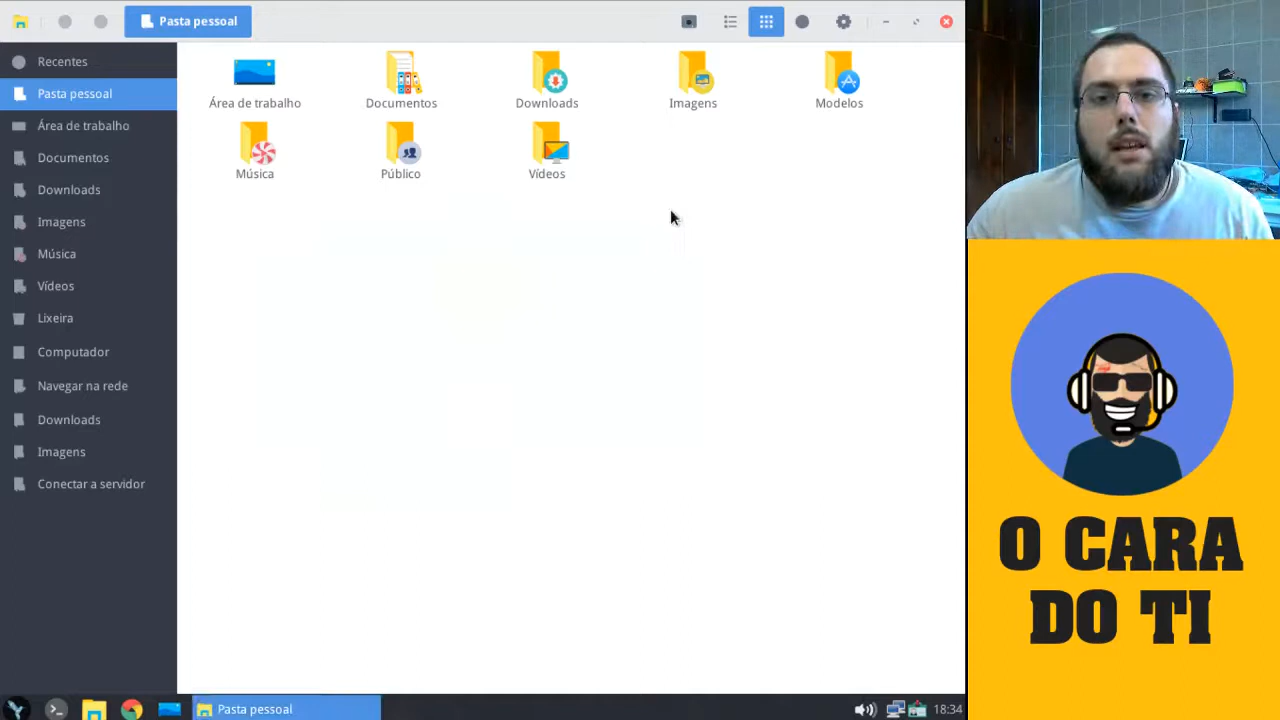 Pasta pessoal
Recentes
Pasta pessoal
Área de trabalho
Documentos
Downloads
Imagens
Música
Vídeos
Lixeira
Computador
Navegar na rede
Downloads
Imagens
Conectar a servidor
Área de trabalho
Documentos
Downloads
Imagens
Modelos
Música
Público
Vídeos
O CARA
DO TI
Pasta pessoal
18:34